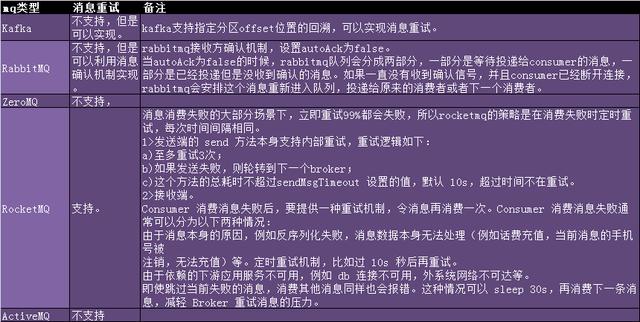 mq类型 消息重试 备注
Kafka 不支持，但是可以实现。 kafka支持指定分区offset位置的回溯，可以实现消息重试。
RabbitMQ 不支持，但是可以利用消息确认机制实现。
rabbitmq接收方确认机制，设置autoAck为false。
当autoAck为false的时候，rabbitmq队列会分成两部分，一部分是等待投递给consumer的消息，一
部分是已经投递但是没收到确认的消息。如果一直没有收到确认信号，并且consumer已经断开连接，
rabbitmq会安排这个消息重新进入队列，投递给原来的消费者或者下一个消费者。
ZeroMQ 不支持，
RocketMQ 支持。
消息消费失败的大部分场景下，立即重试99%都会失败，所以rocketmq的策略是在消费失败时定时重
试，每次时间间隔相同。
1>发送端的 send 方法本身支持内部重试，重试逻辑如下：
a)至多重试3次；
b)如果发送失败，则轮转到下一个broker；
c)这个方法的总耗时不超过sendMsgTimeout 设置的值，默认 10s，超过时间不在重试。
2>接收端。
Consumer 消费消息失败后，要提供一种重试机制，令消息再消费一次。Consumer 消费消息失败通
常可以分为以下两种情况：
由于消息本身的原因，例如反序列化失败，消息数据本身无法处理（例如话费充值，当前消息的手机
号被
注销，无法充值）等。定时重试机制，比如过 10s 秒后再重试。
由于依赖的下游应用服务不可用，例如 db 连接不可用，外系统网络不可达等。
即使跳过当前失败的消息，消费其他消息同样也会报错。这种情况可以 sleep 30s，再消费下一条消
息，减轻 Broker 重试消息的压力。
ActiveMQ 不支持